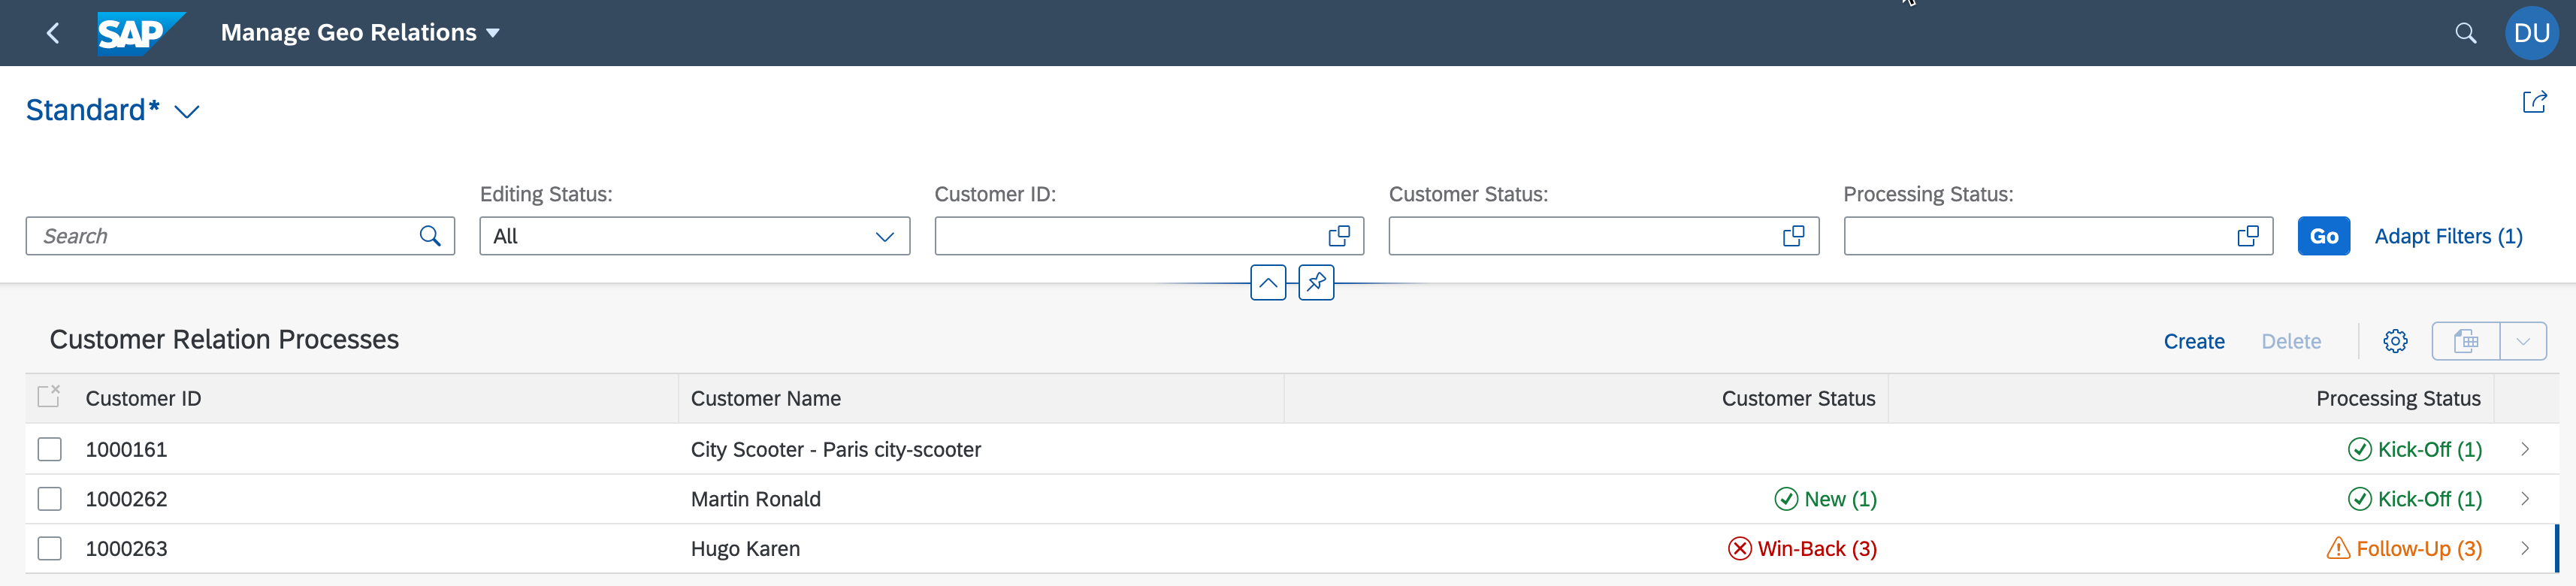 SAP Manage Geo Relations DU
Standard*
Editing Status: Customer ID: Customer Status: Processing Status:
Search All Go Adapt Filters (1)
Customer Relation Processes Create Delete
Customer ID Customer Name Customer Status Processing Status
1000161 City Scooter - Paris city-scooter Kick-Off (1)
1000262 Martin Ronald New (1) Kick-Off (1)
1000263 Hugo Karen Win-Back (3) Follow-Up (3)